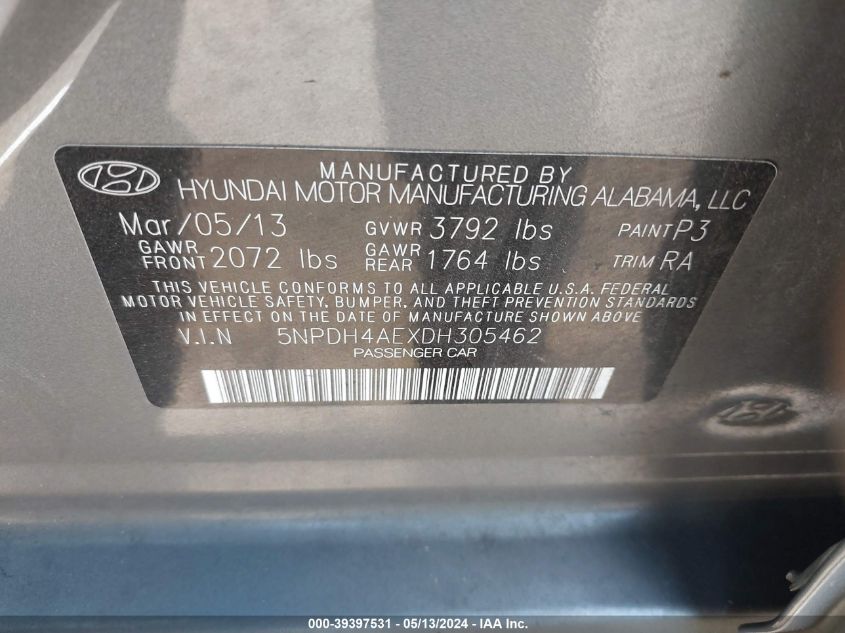 MANUFACTURED BY
HYUNDAI MOTOR MANUFACTURING ALABAMA, LLC
Mar/05/13 GVWR 3792 lbs PAINT P3
GAWR FRONT 2072 lbs GAWR REAR 1764 lbs TRIM RA
THIS VEHICLE CONFORMS TO ALL APPLICABLE U.S.A. FEDERAL
MOTOR VEHICLE SAFETY, BUMPER, AND THEFT PREVENTION STANDARDS
IN EFFECT ON THE DATE OF MANUFACTURE SHOWN ABOVE.
V.I.N 5NPDH4AEXDH305462
PASSENGER CAR
000-39397531 - 05/13/2024 - IAA Inc.